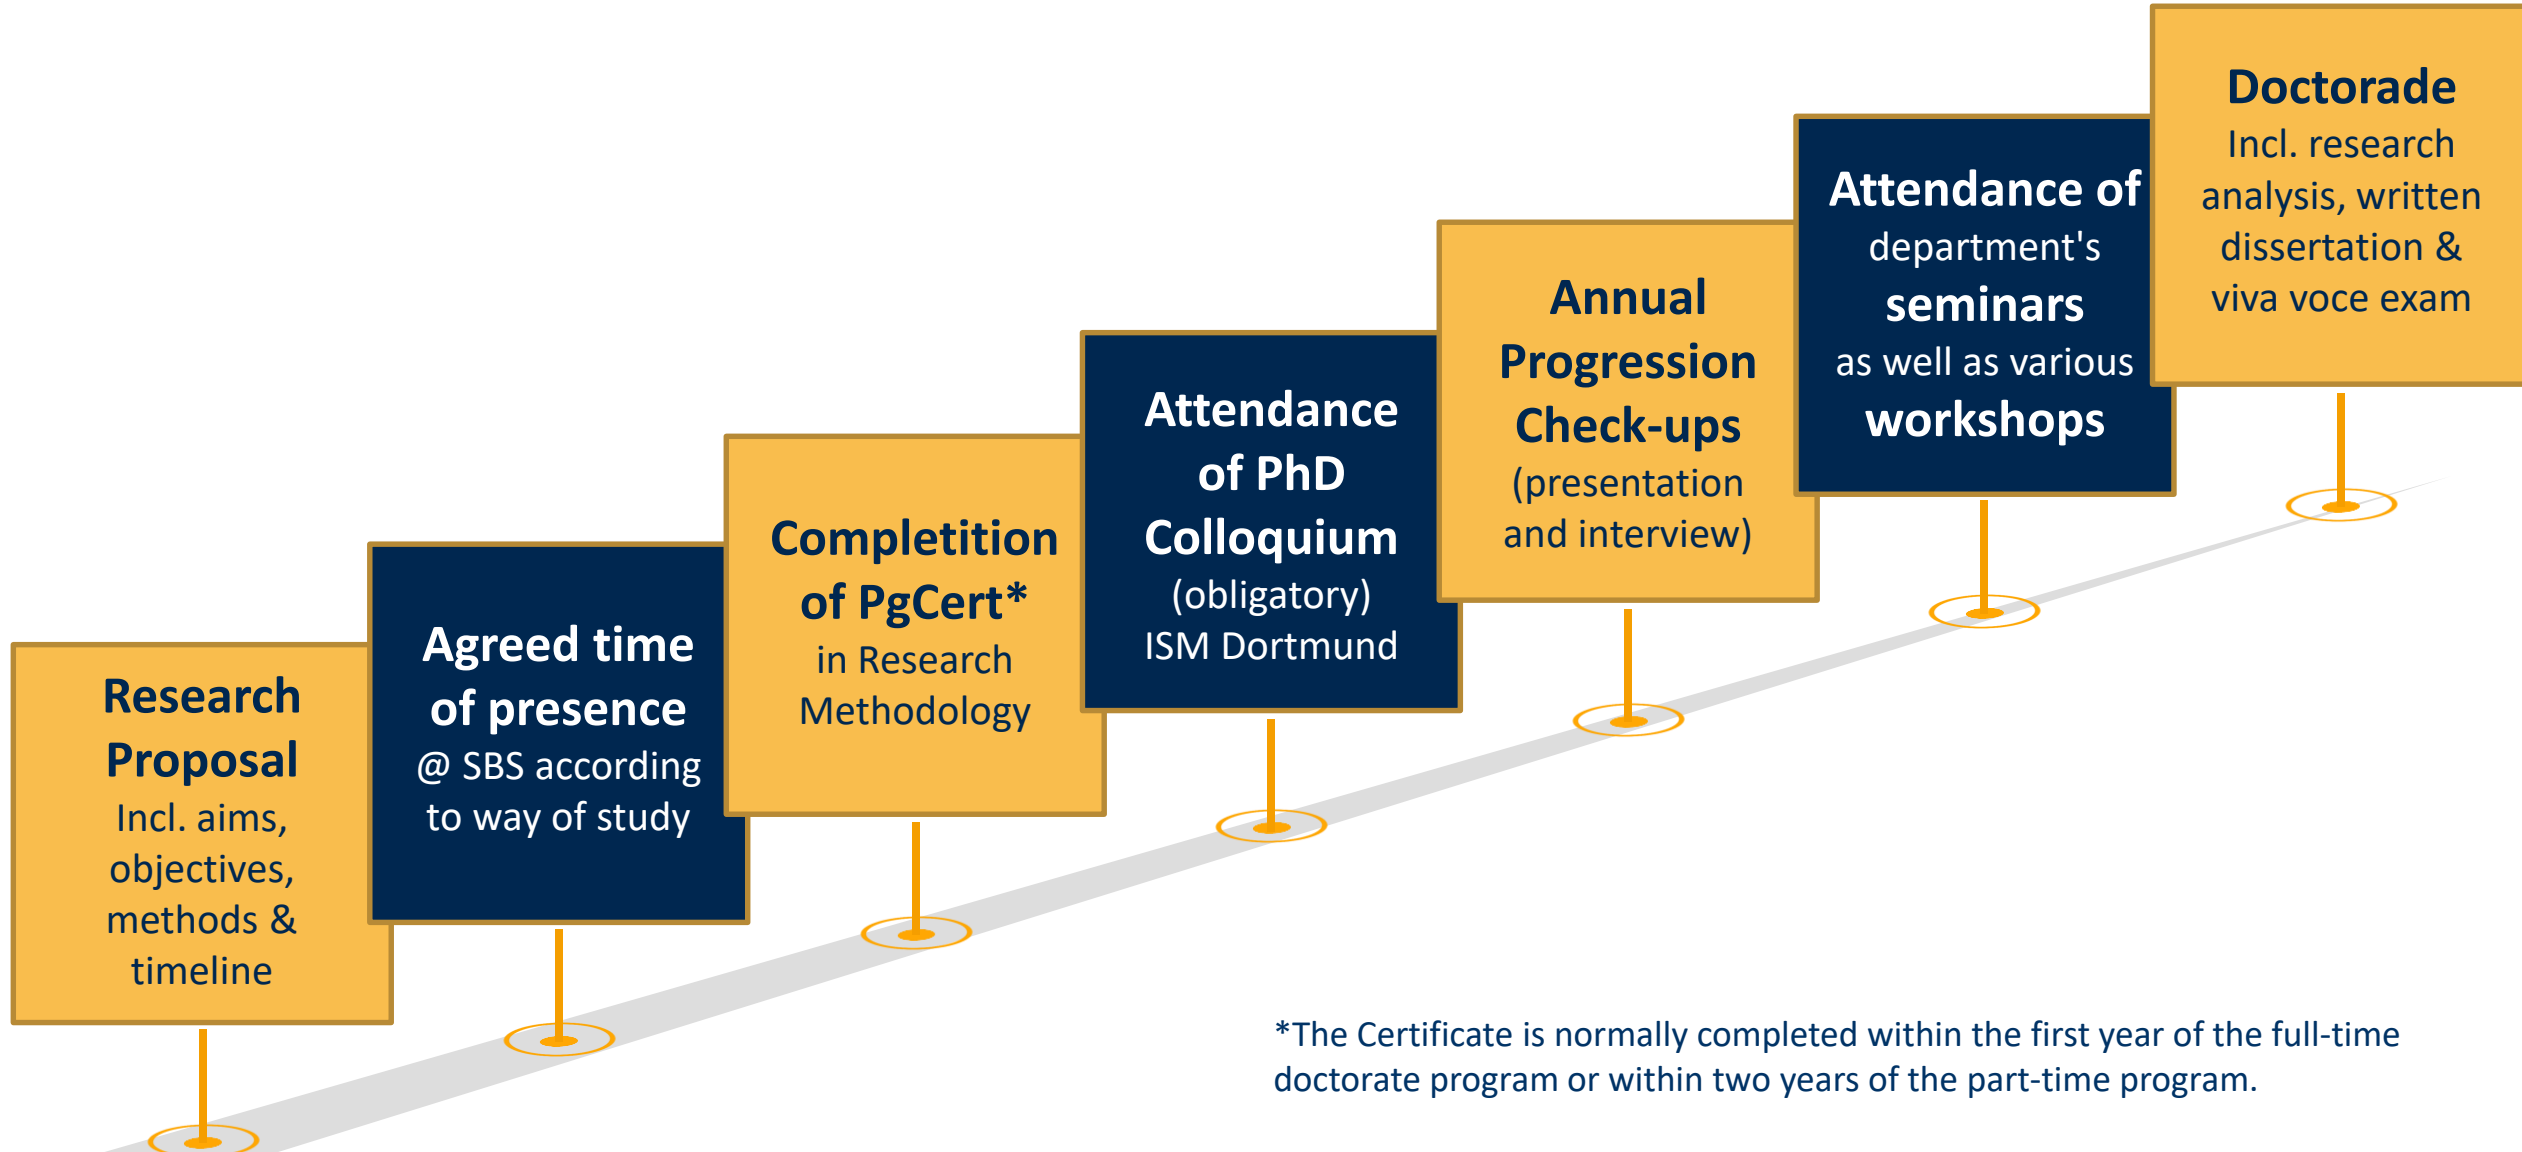 Research
Proposal
Incl. aims,
objectives,
methods &
timeline
Agreed time
of presence
@ SBS according
to way of study
Completition
of PgCert*
in Research
Methodology
Attendance
of PhD
Colloquium
(obligatory)
ISM Dortmund
Annual
Progression
Check-ups
(presentation
and interview)
Attendance of
department's
seminars
as well as various
workshops
Doctorade
Incl. research
analysis, written
dissertation &
viva voce exam
*The Certificate is normally completed within the first year of the full-time
doctorate program or within two years of the part-time program.